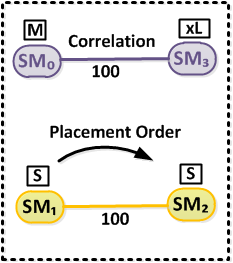 M xL
Correlation
SM₀ SM₃
100
Placement Order
S S
SM₁ SM₂
100